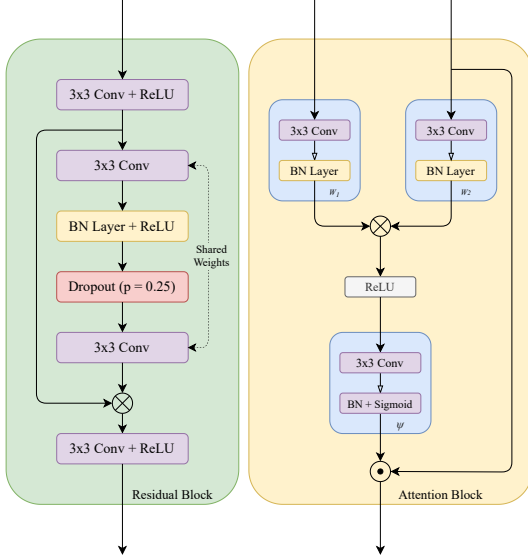 3x3 Conv + ReLU
3x3 Conv
BN Layer + ReLU
Shared
Weights
Dropout (p = 0.25)
3x3 Conv
3x3 Conv + ReLU
Residual Block
3x3 Conv
BN Layer
W1
3x3 Conv
BN Layer
W2
ReLU
3x3 Conv
BN + Sigmoid
ψ
Attention Block